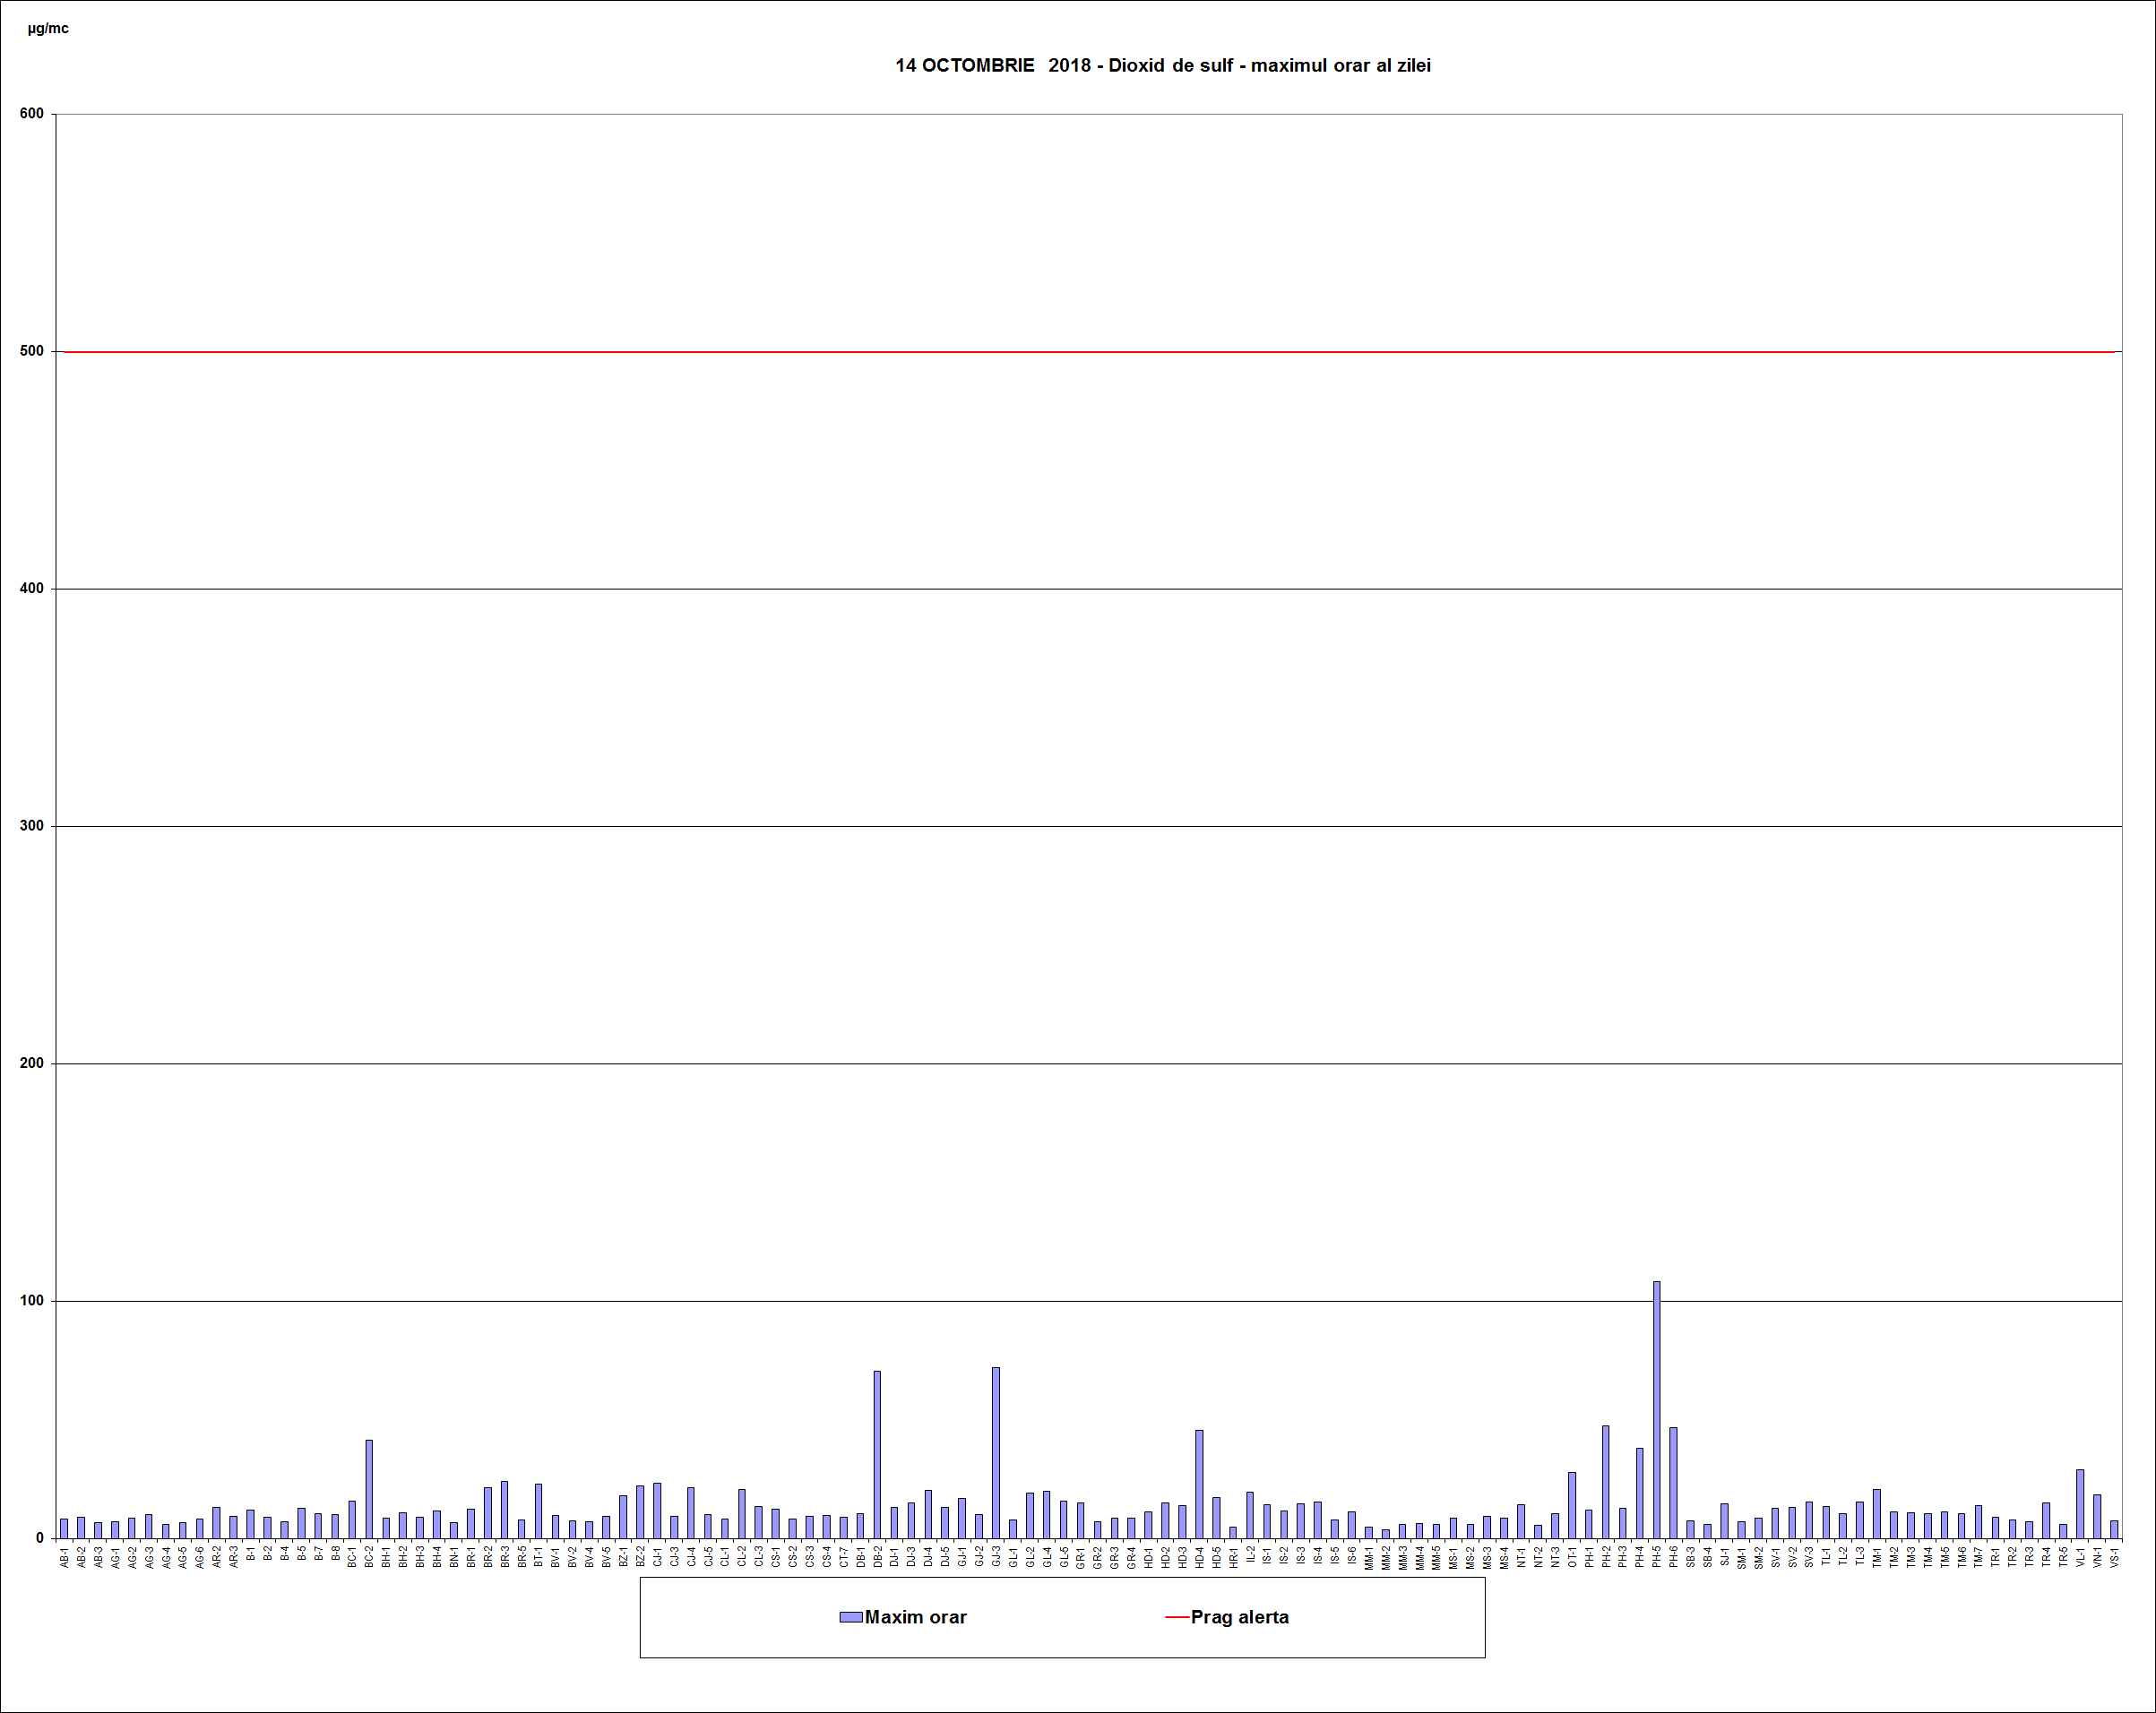 µg/mc
14 OCTOMBRIE 2018 - Dioxid de sulf - maximul orar al zilei
600
500
400
300
200
100
0
AB-1 AB-2 AB-3 AG-1 AG-2 AG-3 AG-4 AG-5 AG-6 AR-2 AR-3 B-1 B-2 B-4 B-5 B-7 B-8 BC-1 BC-2 BH-1 BH-2 BH-3 BH-4 BN-1 BR-1 BR-2 BR-3 BR-5 BT-1 BV-1 BV-2 BV-4 BV-5 BZ-1 BZ-2 CJ-1 CJ-3 CJ-4 CJ-5 CL-1 CL-2 CL-3 CS-1 CS-2 CS-3 CS-4 CT-7 DB-1 DB-2 DJ-1 DJ-3 DJ-4 DJ-5 GJ-1 GJ-2 GJ-3 GL-1 GL-2 GL-4 GL-5 GR-1 GR-2 GR-3 GR-4 HD-1 HD-2 HD-3 HD-4 HD-5 HR-1 IL-2 IS-1 IS-2 IS-3 IS-4 IS-5 IS-6 MM-1 MM-2 MM-3 MM-4 MM-5 MS-1 MS-2 MS-3 MS-4 NT-1 NT-2 NT-3 OT-1 PH-1 PH-2 PH-3 PH-4 PH-5 PH-6 SB-3 SB-4 SJ-1 SM-1 SM-2 SV-1 SV-2 SV-3 TL-1 TL-2 TL-3 TM-1 TM-2 TM-3 TM-4 TM-5 TM-6 TM-7 TR-1 TR-2 TR-3 TR-4 TR-5 VL-1 VN-1 VS-1
Maxim orar Prag alerta